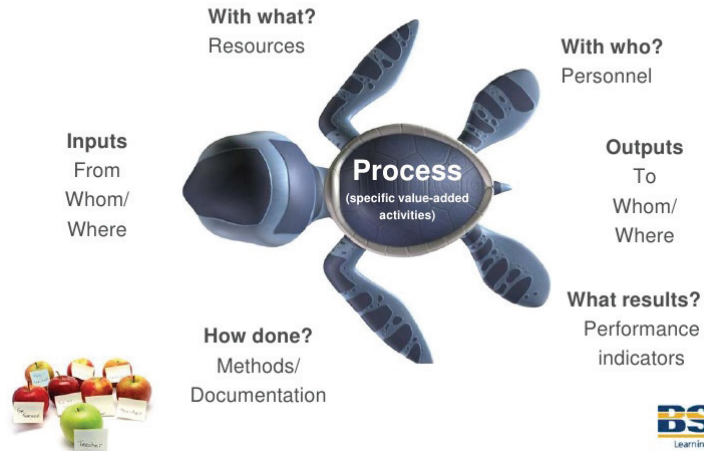 With what?
Resources
With who?
Personnel
Inputs
From
Whom/
Where
Process
(specific value-added
activities)
Outputs
To
Whom/
Where
How done?
Methods/
Documentation
What results?
Performance
indicators
Teacher
BS
Learnin